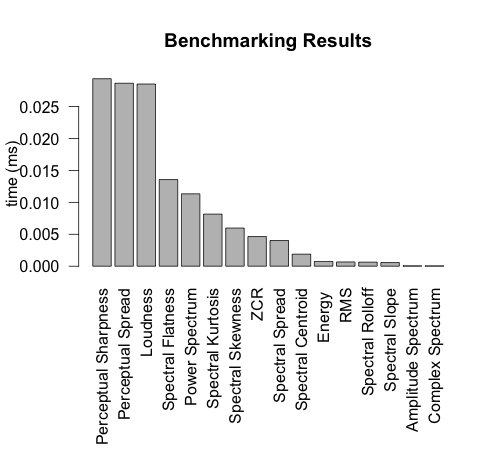 Benchmarking Results
time (ms)
0.025
0.020
0.015
0.010
0.005
0.000
Perceptual Sharpness
Perceptual Spread
Loudness
Spectral Flatness
Power Spectrum
Spectral Kurtosis
Spectral Skewness
ZCR
Spectral Spread
Spectral Centroid
Energy
RMS
Spectral Rolloff
Spectral Slope
Amplitude Spectrum
Complex Spectrum